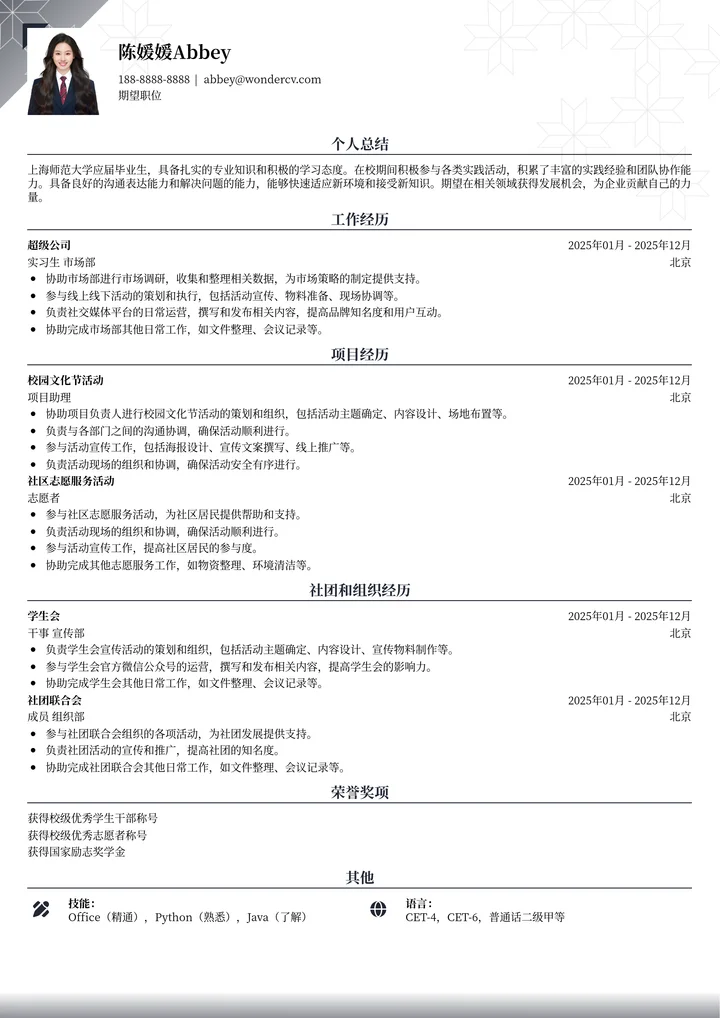 陈媛媛Abbey
188-8888-8888 | abbey@wondercv.com
期望职位
个人总结
上海师范大学应届毕业生，具备扎实的专业知识和积极的学习态度。在校期间积极参与各类实践活动，积累了丰富的实践经验和团队协作能
力。具备良好的沟通表达能力和解决问题的能力，能够快速适应新环境和接受新知识。期望在相关领域获得发展机会，为企业贡献自己的力
量。
工作经历
超级公司 2025年01月 - 2025年12月
实习生 市场部 北京
• 协助市场部进行市场调研，收集和整理相关数据，为市场策略的制定提供支持。
• 参与线上线下活动的策划和执行，包括活动宣传、物料准备、现场协调等。
• 负责社交媒体平台的日常运营，撰写和发布相关内容，提高品牌知名度和用户互动。
• 协助完成市场部其他日常工作，如文件整理、会议记录等。
项目经历
校园文化节活动 2025年01月 - 2025年12月
项目助理 北京
• 协助项目负责人进行校园文化节活动的策划和组织，包括活动主题确定、内容设计、场地布置等。
• 负责与各部门之间的沟通协调，确保活动顺利进行。
• 参与活动宣传工作，包括海报设计、宣传文案撰写、线上推广等。
• 负责活动现场的组织和协调，确保活动安全有序进行。
社区志愿服务活动 2025年01月 - 2025年12月
志愿者 北京
• 参与社区志愿服务活动，为社区居民提供帮助和支持。
• 负责活动现场的组织和协调，确保活动顺利进行。
• 参与活动宣传工作，提高社区居民的参与度。
• 协助完成其他志愿服务工作，如物资整理、环境清洁等。
社团和组织经历
学生会 2025年01月 - 2025年12月
干事 宣传部 北京
• 负责学生会宣传活动的策划和组织，包括活动主题确定、内容设计、宣传物料制作等。
• 参与学生会官方微信公众号的运营，撰写和发布相关内容，提高学生会的影响力。
• 协助完成学生会其他日常工作，如文件整理、会议记录等。
社团联合会 2025年01月 - 2025年12月
成员 组织部 北京
• 参与社团联合会组织的各项活动，为社团发展提供支持。
• 负责社团活动的宣传和推广，提高社团的知名度。
• 协助完成社团联合会其他日常工作，如文件整理、会议记录等。
荣誉奖项
获得校级优秀学生干部称号
获得校级优秀志愿者称号
获得国家励志奖学金
其他
技能：
Office（精通），Python（熟悉），Java（了解）
语言：
CET-4，CET-6，普通话二级甲等